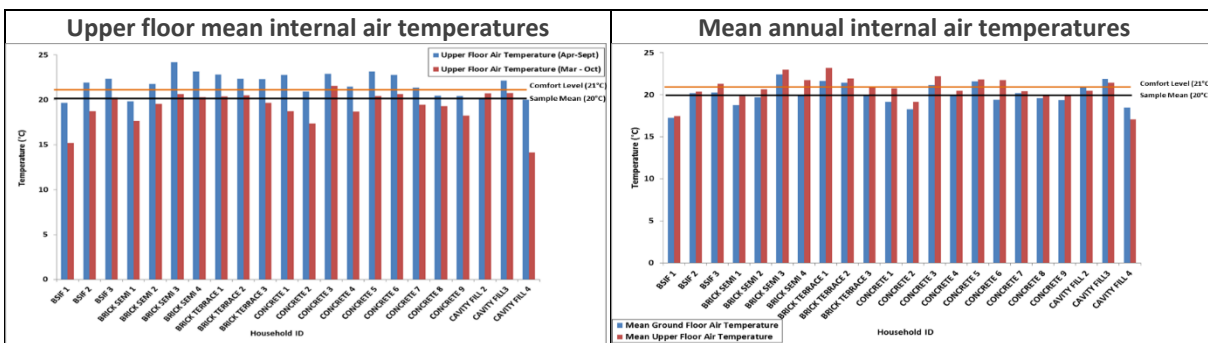 Upper floor mean internal air temperatures
25
20
15
10
5
0
Temperature (°C)
Upper Floor Air Temperature (Apr-Sept)
Upper Floor Air Temperature (Mar - Oct)
Comfort Level (21°C)
Sample Mean (20°C)
BSIF 1
BSIF 2
BSIF 3
BRICK SEMI 1
BRICK SEMI 2
BRICK SEMI 3
BRICK SEMI 4
BRICK TERRACE 1
BRICK TERRACE 2
BRICK TERRACE 3
CONCRETE 1
CONCRETE 2
CONCRETE 3
CONCRETE 4
CONCRETE 5
CONCRETE 6
CONCRETE 7
CONCRETE 8
CONCRETE 9
CAVITY FILL 2
CAVITY FILL3
CAVITY FILL 4
Household ID
Mean annual internal air temperatures
25
20
15
10
5
0
Temperature (°C)
Comfort Level (21°C)
Sample Mean (20°C)
BSIF 1
BSIF 2
BSIF 3
BRICK SEMI 1
BRICK SEMI 2
BRICK SEMI 3
BRICK SEMI 4
BRICK TERRACE 1
BRICK TERRACE 2
BRICK TERRACE 3
CONCRETE 1
CONCRETE 2
CONCRETE 3
CONCRETE 4
CONCRETE 5
CONCRETE 6
CONCRETE 7
CONCRETE 8
CONCRETE 9
CAVITY FILL 2
CAVITY FILL3
CAVITY FILL 4
Household ID
Mean Ground Floor Air Temperature
Mean Upper Floor Air Temperature